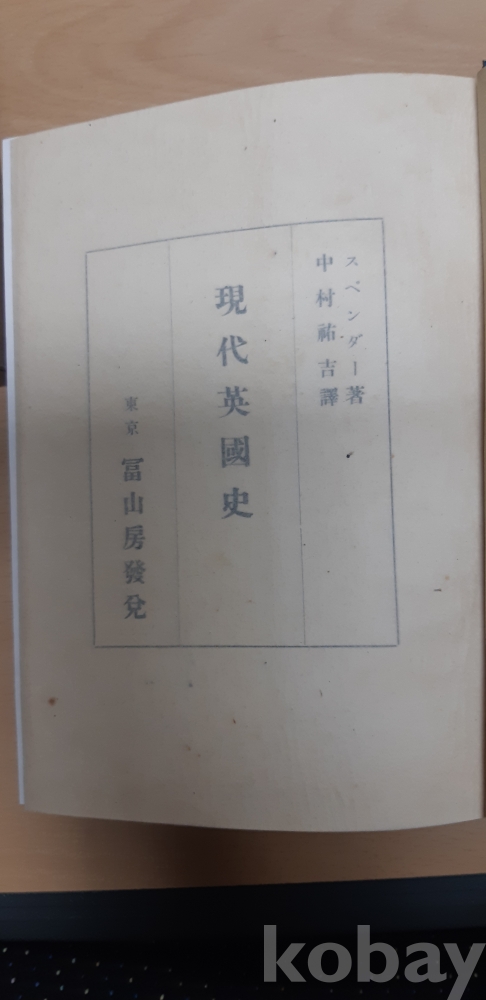 スペンダー著
中村祐吉譯
現代英國史
東京 冨山房發兌
kobay